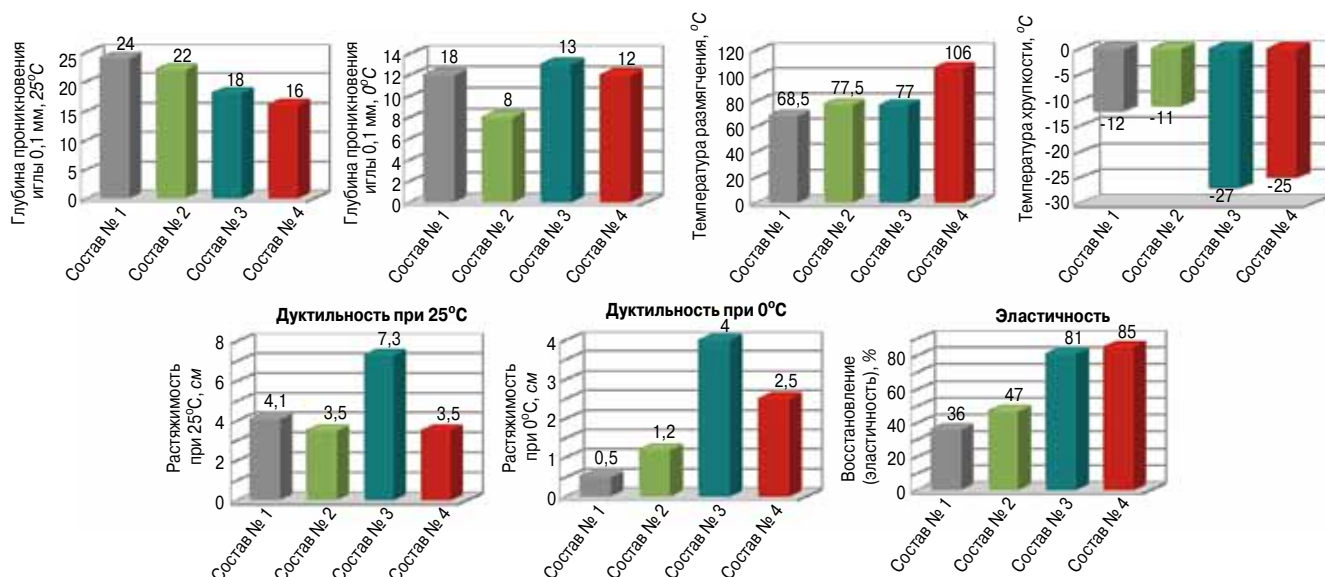 Глубина проникновения
иглы 0,1 мм, 25°С
25
20
15
10
5
0
24
22
18
16
Состав № 1
Состав № 2
Состав № 3
Состав № 4
Глубина проникновения
иглы 0,1 мм, 0°С
14
12
10
8
6
4
2
0
18
8
13
12
Состав № 1
Состав № 2
Состав № 3
Состав № 4
Температура рамягчения, °С
120
100
80
60
40
20
0
68,5
77,5
77
106
Состав № 1
Состав № 2
Состав № 3
Состав № 4
Температура хрупкости, °С
0
-5
-10
-15
-20
-25
-30
-12
-11
-27
-25
Состав № 1
Состав № 2
Состав № 3
Состав № 4
Дуктильность при 25°С
Растяжимость
при 25°С, см
8
6
4
2
0
4,1
3,5
7,3
3,5
Состав № 1
Состав № 2
Состав № 3
Состав № 4
Дуктильность при 0°С
Растяжимость
при 0°С, см
4
3
2
1
0
0,5
1,2
4
2,5
Состав № 1
Состав № 2
Состав № 3
Состав № 4
Эластичность
Восстановление
(эластичность), %
80
60
40
20
0
36
47
81
85
Состав № 1
Состав № 2
Состав № 3
Состав № 4